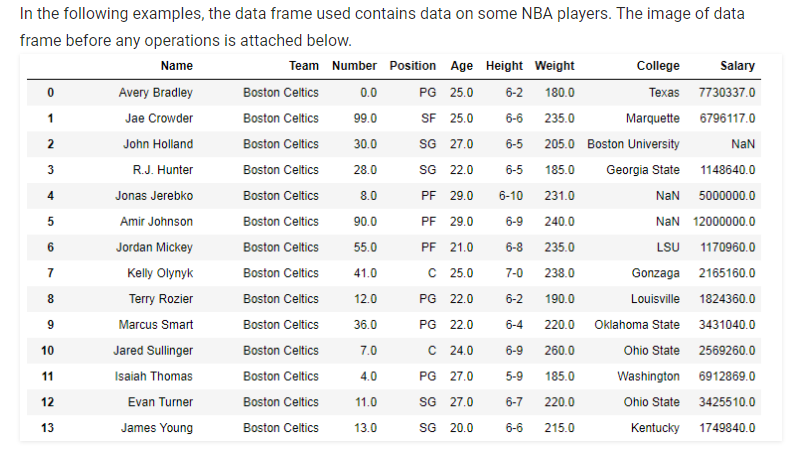 In the following examples, the data frame used contains data on some NBA players. The image of data
frame before any operations is attached below.
Name Team Number Position Age Height Weight College Salary
0 Avery Bradley Boston Celtics 0.0 PG 25.0 6-2 180.0 Texas 7730337.0
1 Jae Crowder Boston Celtics 99.0 SF 25.0 6-6 235.0 Marquette 6796117.0
2 John Holland Boston Celtics 30.0 SG 27.0 6-5 205.0 Boston University NaN
3 R.J. Hunter Boston Celtics 28.0 SG 22.0 6-5 185.0 Georgia State 1148640.0
4 Jonas Jerebko Boston Celtics 8.0 PF 29.0 6-10 231.0 NaN 5000000.0
5 Amir Johnson Boston Celtics 90.0 PF 29.0 6-9 240.0 NaN 12000000.0
6 Jordan Mickey Boston Celtics 55.0 PF 21.0 6-8 235.0 LSU 1170960.0
7 Kelly Olynyk Boston Celtics 41.0 C 25.0 7-0 238.0 Gonzaga 2165160.0
8 Terry Rozier Boston Celtics 12.0 PG 22.0 6-2 190.0 Louisville 1824360.0
9 Marcus Smart Boston Celtics 36.0 PG 22.0 6-4 220.0 Oklahoma State 3431040.0
10 Jared Sullinger Boston Celtics 7.0 C 24.0 6-9 260.0 Ohio State 2569260.0
11 Isaiah Thomas Boston Celtics 4.0 PG 27.0 5-9 185.0 Washington 6912869.0
12 Evan Turner Boston Celtics 11.0 SG 27.0 6-7 220.0 Ohio State 3425510.0
13 James Young Boston Celtics 13.0 SG 20.0 6-6 215.0 Kentucky 1749840.0